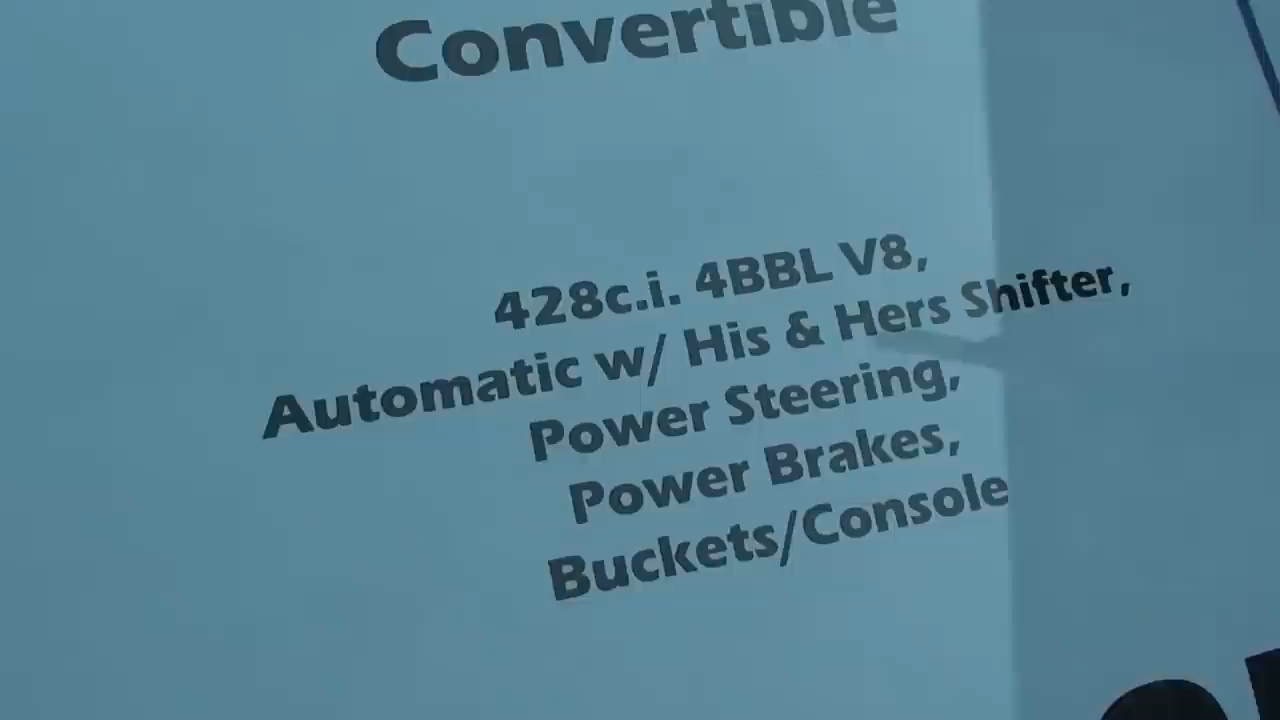 Convertible
428c.i. 4BBL V8,
Automatic w/ His & Hers Shifter,
Power Steering,
Power Brakes,
Buckets/Console